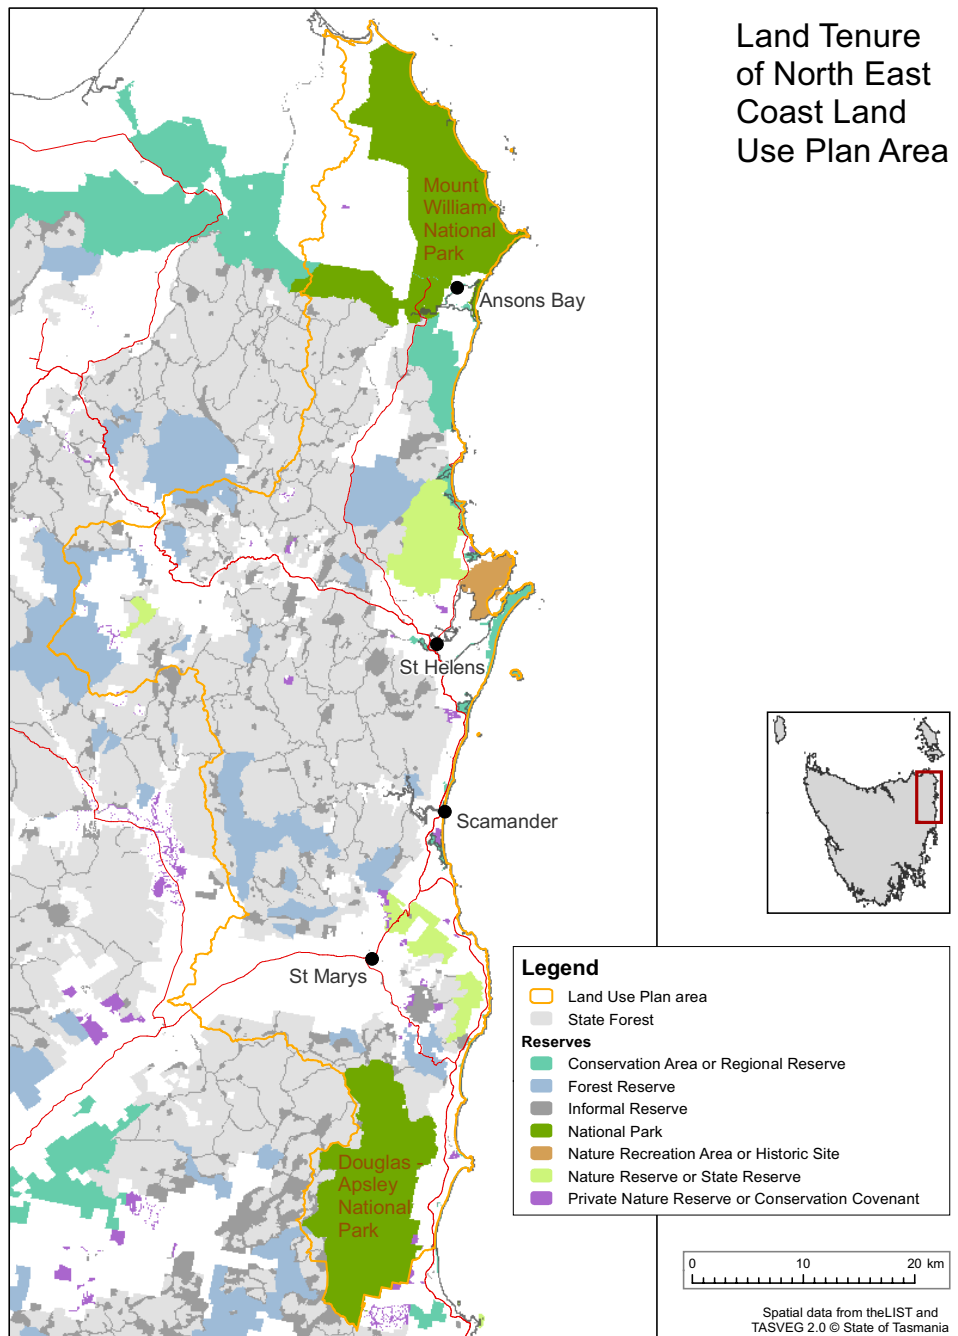 Land Tenure
of North East
Coast Land
Use Plan Area
Mount
William
National
Park
Ansons Bay
St Helens
Scamander
St Marys
Douglas -
Apsley
National
Park
Legend
Land Use Plan area
State Forest
Reserves
Conservation Area or Regional Reserve
Forest Reserve
Informal Reserve
National Park
Nature Recreation Area or Historic Site
Nature Reserve or State Reserve
Private Nature Reserve or Conservation Covenant
0 10 20 km
Spatial data from theLIST and
TASVEG 2.0 © State of Tasmania